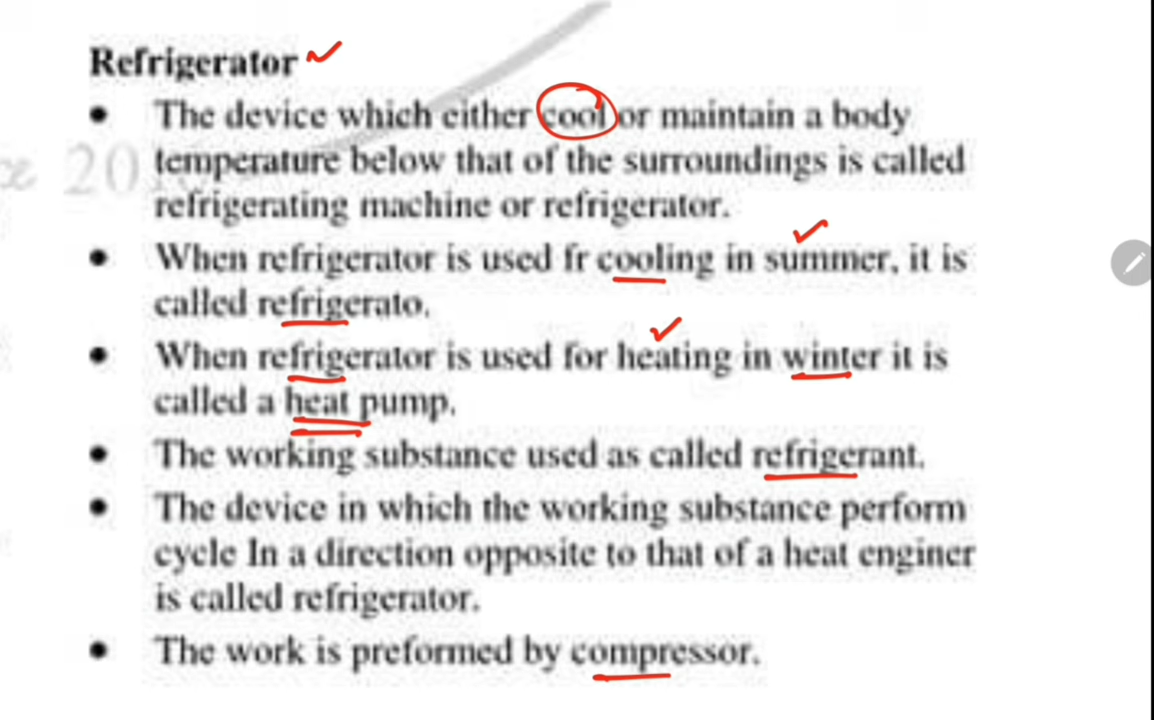 Refrigerator
• The device which either cool or maintain a body
temperature below that of the surroundings is called
refrigerating machine or refrigerator.
• When refrigerator is used fr cooling in summer, it is
called refrigerato.
• When refrigerator is used for heating in winter it is
called a heat pump.
• The working substance used as called refrigerant.
• The device in which the working substance perform
cycle In a direction opposite to that of a heat enginer
is called refrigerator.
• The work is preformed by compressor.
20